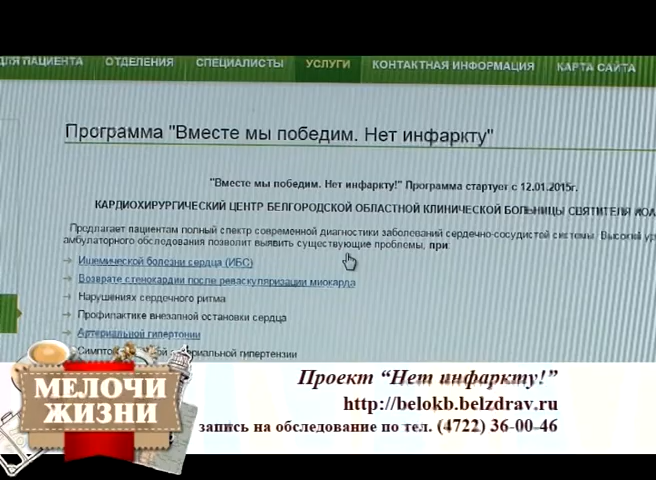 ДЛЯ ПАЦИЕНТА ОТДЕЛЕНИЯ СПЕЦИАЛИСТЫ УСЛУГИ КОНТАКТНАЯ ИНФОРМАЦИЯ КАРТА САЙТА
Программа "Вместе мы победим. Нет инфаркту"
"Вместе мы победим. Нет инфаркту!" Программа стартует с 12.01.2015г.
КАРДИОХИРУРГИЧЕСКИЙ ЦЕНТР БЕЛГОРОДСКОЙ ОБЛАСТНОЙ КЛИНИЧЕСКОЙ БОЛЬНИЦЫ СВЯТИТЕЛЯ
Предлагает пациентам полный спектр современной диагностики заболеваний сердечно-сосудистой системы. Высокий
амбулаторного обследования позволит выявить существующие проблемы, при:
Ишемической болезни сердца (ИБС)
Возврате стенокардии после реваскуляризации миокарда
Нарушениях сердечного ритма
Профилактике внезапной остановки сердца
Артериальной гипертонии
гипертензии
МЕЛОЧИ
ЖИЗНИ
Проект “Нет инфаркту!”
http://belokb.belzdrav.ru
запись на обследование по тел. (4722) 36-00-46